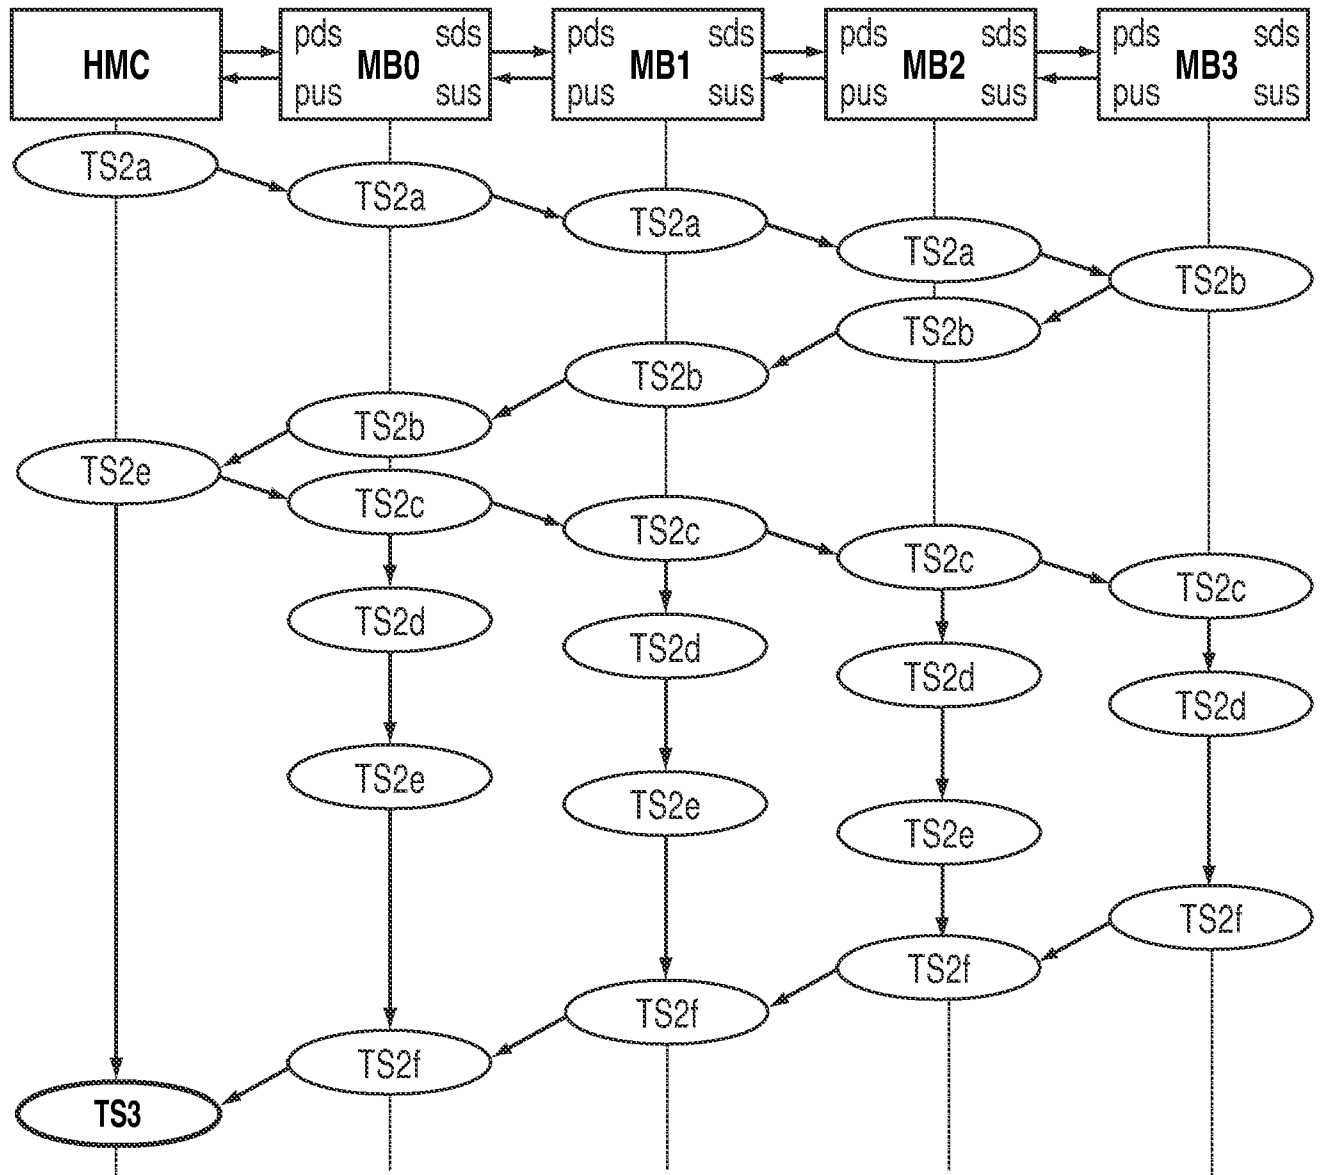 HMC
pds sds
MB0
pus sus
pds sds
MB1
pus sus
pds sds
MB2
pus sus
pds sds
MB3
pus sus
TS2a
TS2a
TS2a
TS2a
TS2b
TS2b
TS2b
TS2b
TS2e
TS2c
TS2c
TS2c
TS2c
TS2d
TS2d
TS2d
TS2d
TS2e
TS2e
TS2e
TS2f
TS2f
TS2f
TS2f
TS3